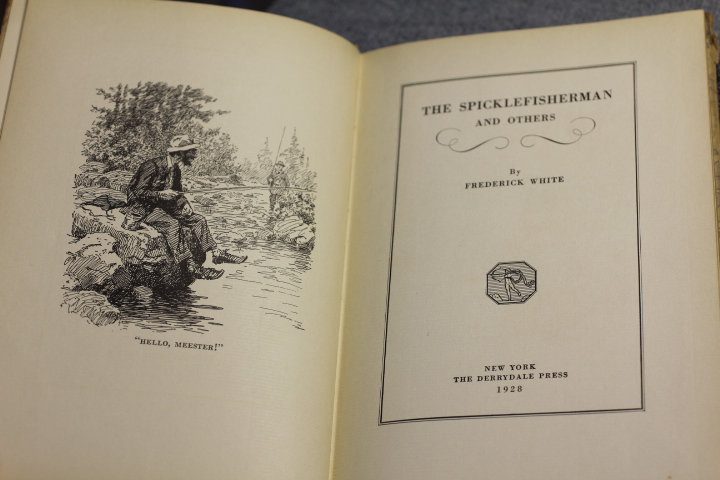 "HELLO, MEESTER!"
THE SPICKLEFISHERMAN
AND OTHERS
By
FREDERICK WHITE
NEW YORK
THE DERRYDALE PRESS
1928